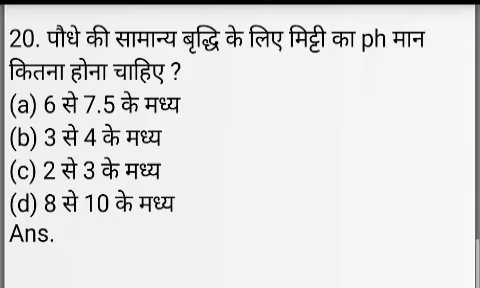 20. पौधे की सामान्य बृद्धि के लिए मिट्टी का ph मान
कितना होना चाहिए ?
(a) 6 से 7.5 के मध्य
(b) 3 से 4 के मध्य
(c) 2 से 3 के मध्य
(d) 8 से 10 के मध्य
Ans.